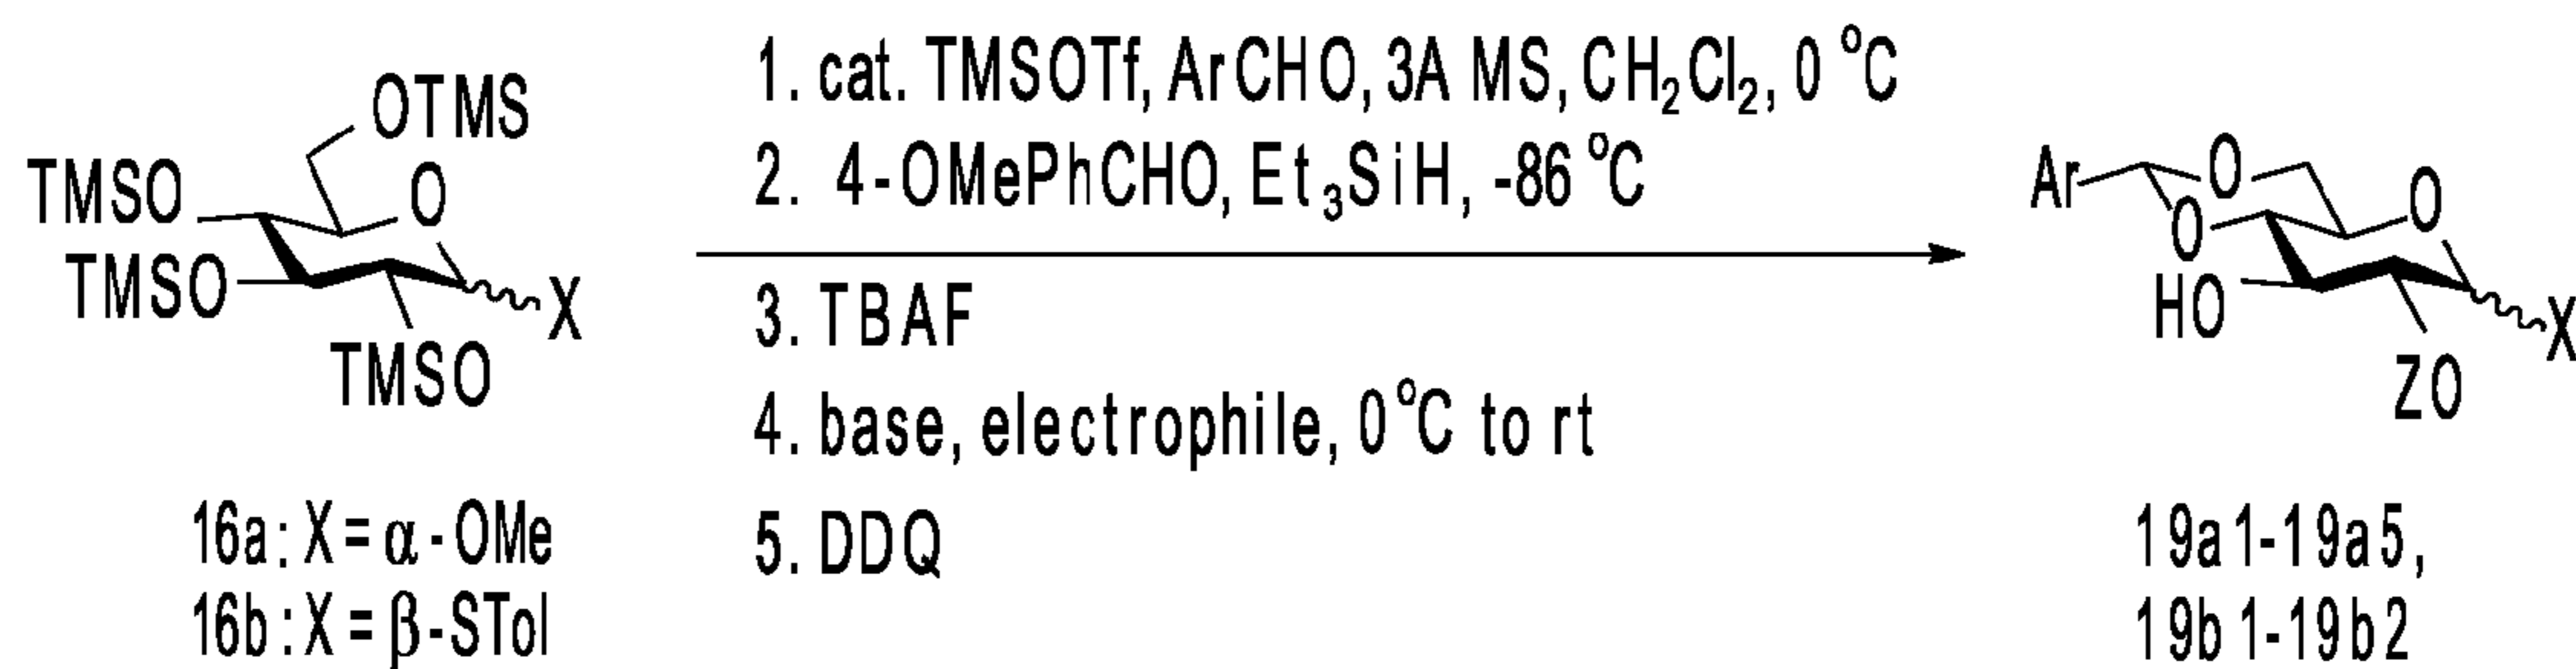 OTMS
TMSO
O
TMSO
X
TMSO
16a: X = α-OMe
16b: X = β-STol
1. cat. TMSOTf, ArCHO, 3A MS, CH₂Cl₂, 0 °C
2. 4-OMePhCHO, Et₃SiH, -86 °C
3. TBAF
4. base, electrophile, 0 °C to rt
5. DDQ
Ar
O
O
O
HO
X
ZO
19a1-19a5,
19b1-19b2